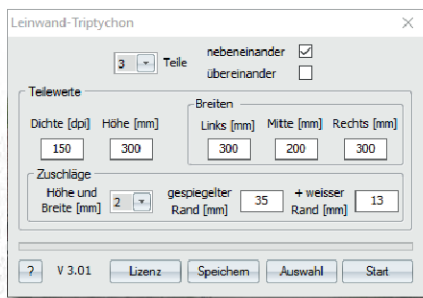 Leinwand-Triptychon
3 Teile nebeneinander
übereinander
Teilewerte
Breiten
Dichte [dpi] Höhe [mm] Links [mm] Mitte [mm] Rechts [mm]
150 300 300 200 300
Zuschläge
Höhe und Breite [mm] 2 gespiegelter Rand [mm] 35 + weisser Rand [mm] 13
? V 3.01 Lizenz Speichern Auswahl Start